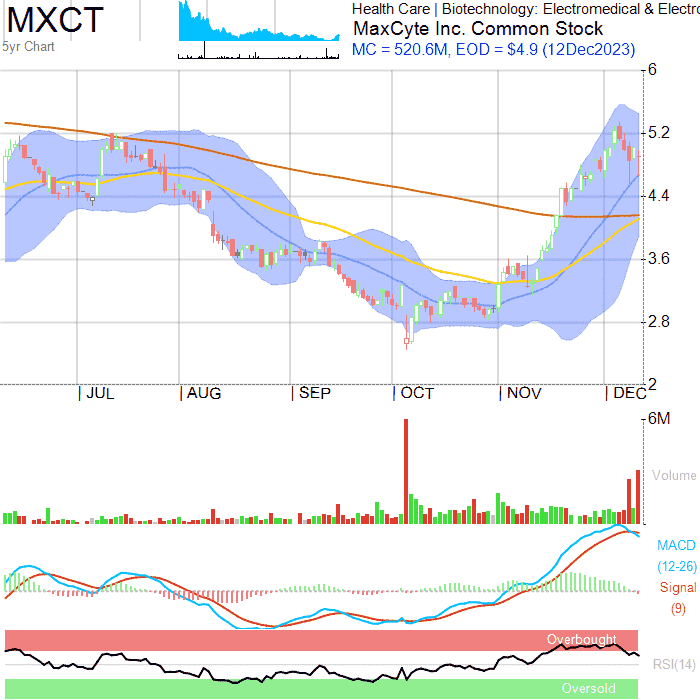 MXCT
5yr Chart
Health Care | Biotechnology: Electromedical & Electro
MaxCyte Inc. Common Stock
MC = 520.6M, EOD = $4.9 (12Dec2023)
6
5.2
4.4
3.6
2.8
2
| JUL | AUG | SEP | OCT | NOV | DEC
6M
Volume
MACD
(12-26)
Signal
(9)
Overbought
RSI(14)
Oversold